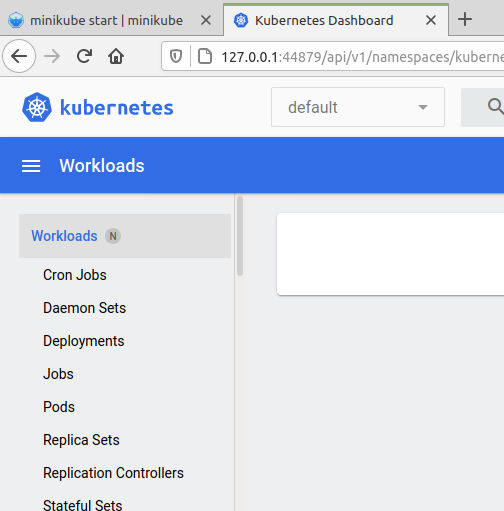 minikube start | minikube
Kubernetes Dashboard
127.0.0.1:44879/api/v1/namespaces/kuberne
kubernetes
default
Workloads
Workloads N
Cron Jobs
Daemon Sets
Deployments
Jobs
Pods
Replica Sets
Replication Controllers
Stateful Sets